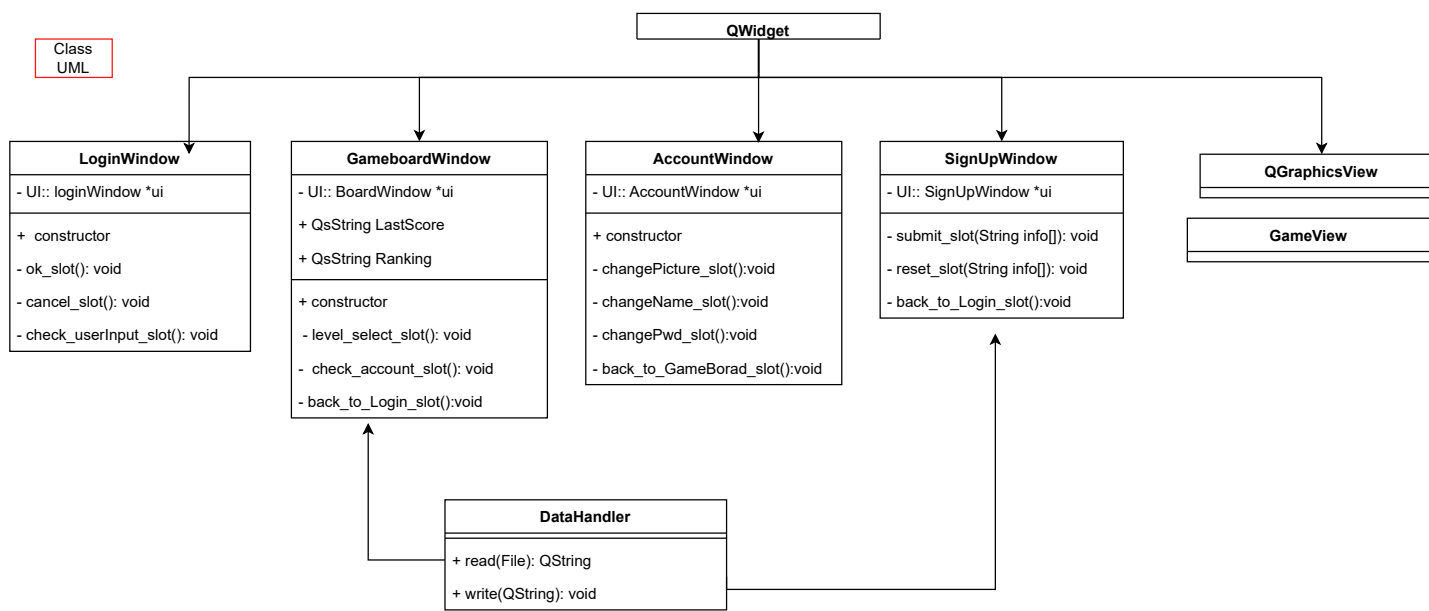 Class
UML
QWidget
LoginWindow
- UI:: loginWindow *ui
+ constructor
- ok_slot(): void
- cancel_slot(): void
- check_userInput_slot(): void
GameboardWindow
- UI:: BoardWindow *ui
+ QsString LastScore
+ QsString Ranking
+ constructor
- level_select_slot(): void
- check_account_slot(): void
- back_to_Login_slot():void
AccountWindow
- UI:: AccountWindow *ui
+ constructor
- changePicture_slot():void
- changeName_slot():void
- changePwd_slot():void
- back_to_GameBorad_slot():void
SignUpWindow
- UI:: SignUpWindow *ui
- submit_slot(String info[]): void
- reset_slot(String info[]): void
- back_to_Login_slot():void
QGraphicsView
GameView
DataHandler
+ read(File): QString
+ write(QString): void